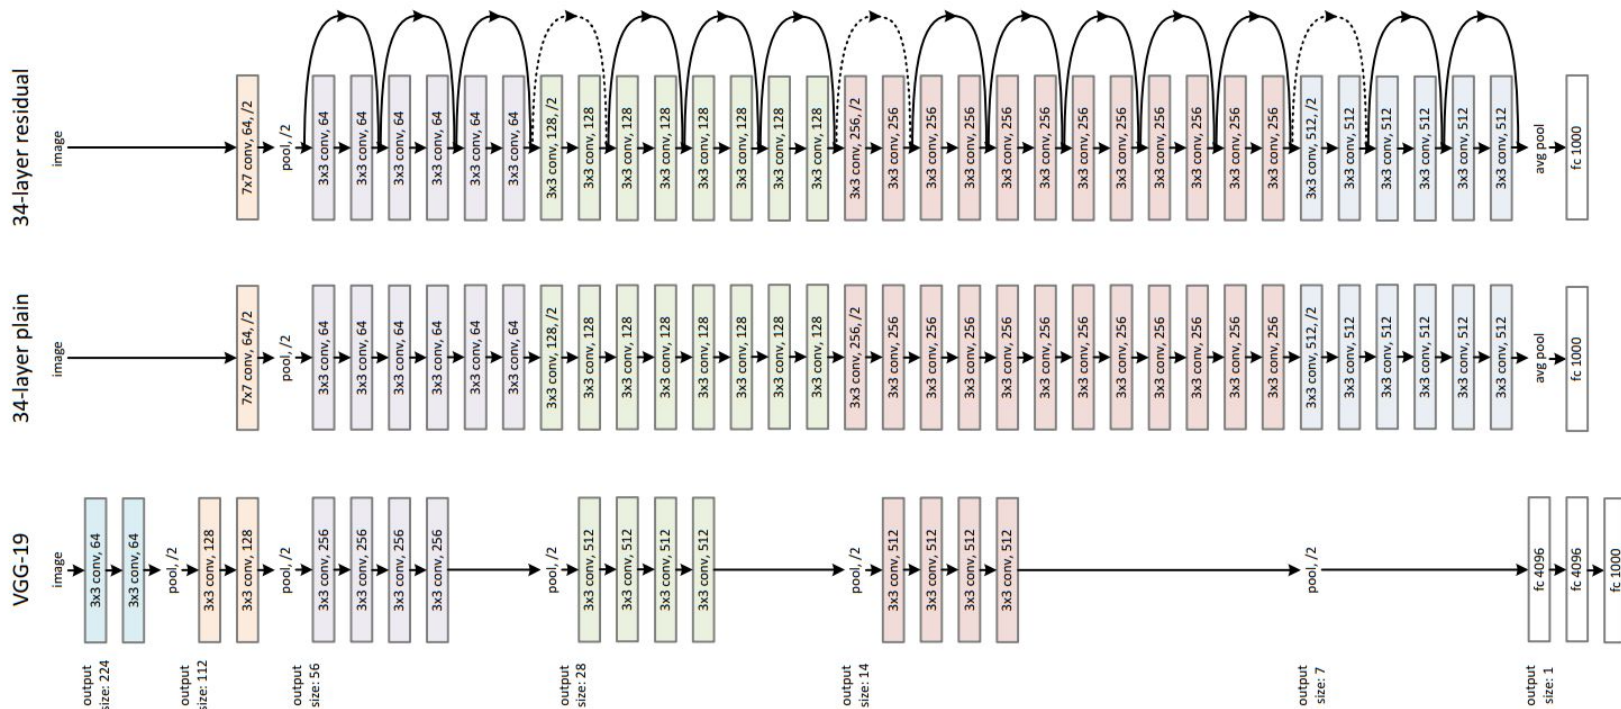 34-layer residual
image
7x7 conv, 64, /2
pool, /2
3x3 conv, 64
3x3 conv, 64
3x3 conv, 64
3x3 conv, 64
3x3 conv, 64
3x3 conv, 64
3x3 conv, 128, /2
3x3 conv, 128
3x3 conv, 128
3x3 conv, 128
3x3 conv, 128
3x3 conv, 128
3x3 conv, 128
3x3 conv, 128
3x3 conv, 256, /2
3x3 conv, 256
3x3 conv, 256
3x3 conv, 256
3x3 conv, 256
3x3 conv, 256
3x3 conv, 256
3x3 conv, 256
3x3 conv, 256
3x3 conv, 256
3x3 conv, 256
3x3 conv, 256
3x3 conv, 512, /2
3x3 conv, 512
3x3 conv, 512
3x3 conv, 512
3x3 conv, 512
3x3 conv, 512
avg pool
fc 1000
34-layer plain
image
7x7 conv, 64, /2
pool, /2
3x3 conv, 64
3x3 conv, 64
3x3 conv, 64
3x3 conv, 64
3x3 conv, 64
3x3 conv, 64
3x3 conv, 128, /2
3x3 conv, 128
3x3 conv, 128
3x3 conv, 128
3x3 conv, 128
3x3 conv, 128
3x3 conv, 128
3x3 conv, 128
3x3 conv, 256, /2
3x3 conv, 256
3x3 conv, 256
3x3 conv, 256
3x3 conv, 256
3x3 conv, 256
3x3 conv, 256
3x3 conv, 256
3x3 conv, 256
3x3 conv, 256
3x3 conv, 256
3x3 conv, 256
3x3 conv, 512, /2
3x3 conv, 512
3x3 conv, 512
3x3 conv, 512
3x3 conv, 512
3x3 conv, 512
avg pool
fc 1000
VGG-19
image
3x3 conv, 64
3x3 conv, 64
pool, /2
3x3 conv, 128
3x3 conv, 128
pool, /2
3x3 conv, 256
3x3 conv, 256
3x3 conv, 256
3x3 conv, 256
pool, /2
3x3 conv, 512
3x3 conv, 512
3x3 conv, 512
3x3 conv, 512
pool, /2
3x3 conv, 512
3x3 conv, 512
3x3 conv, 512
3x3 conv, 512
pool, /2
fc 4096
fc 4096
fc 1000
output
size: 224
output
size: 112
output
size: 56
output
size: 28
output
size: 14
output
size: 7
output
size: 1